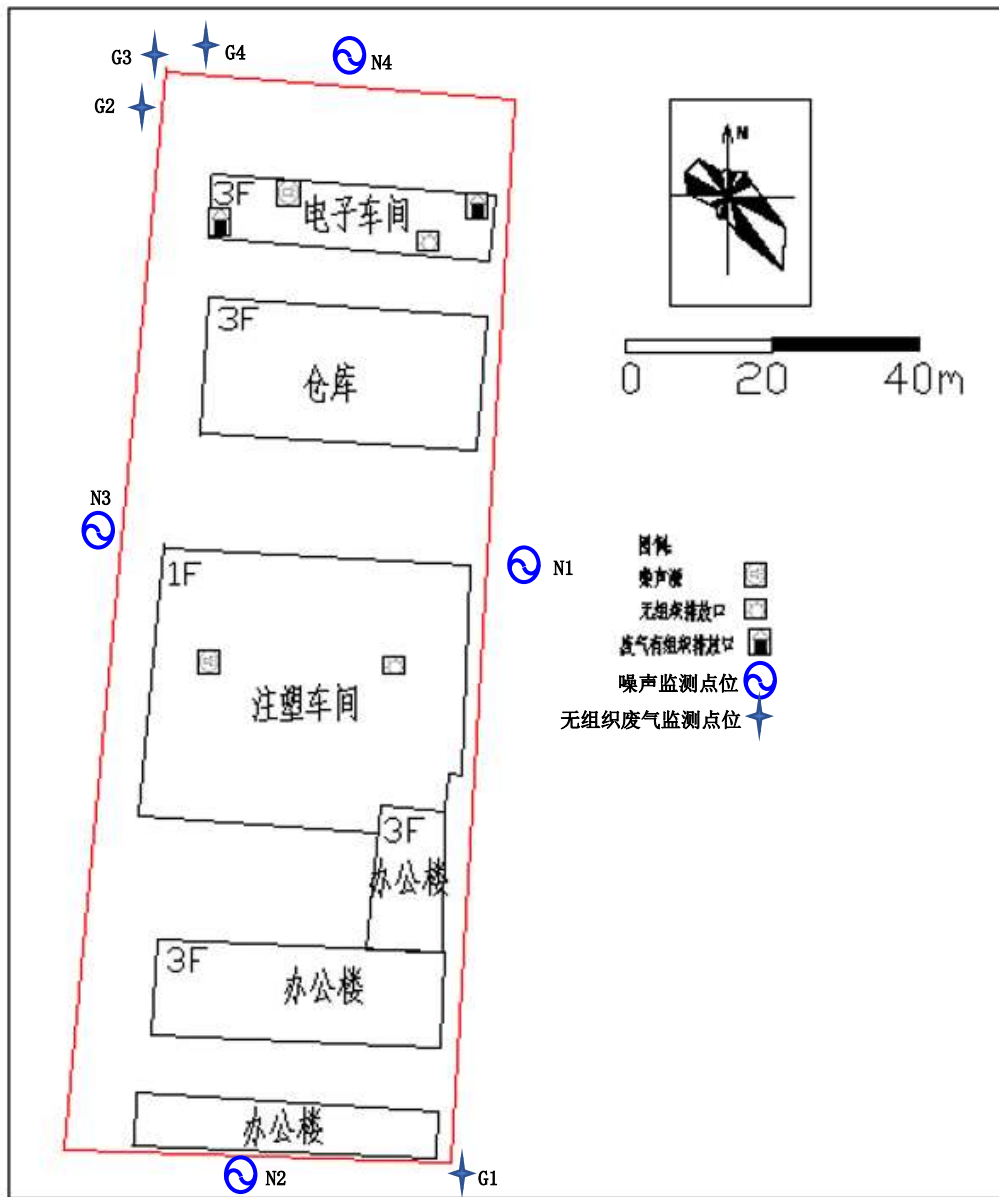 G3
G4
N4
G2
N
3F
电子车间
3F
仓库
0 20 40m
N3
N1
图例:
噪声源
无组织排放口
废气有组织排放口
噪声监测点位
无组织废气监测点位
1F
注塑车间
3F
办公楼
3F
办公楼
办公楼
N2
G1